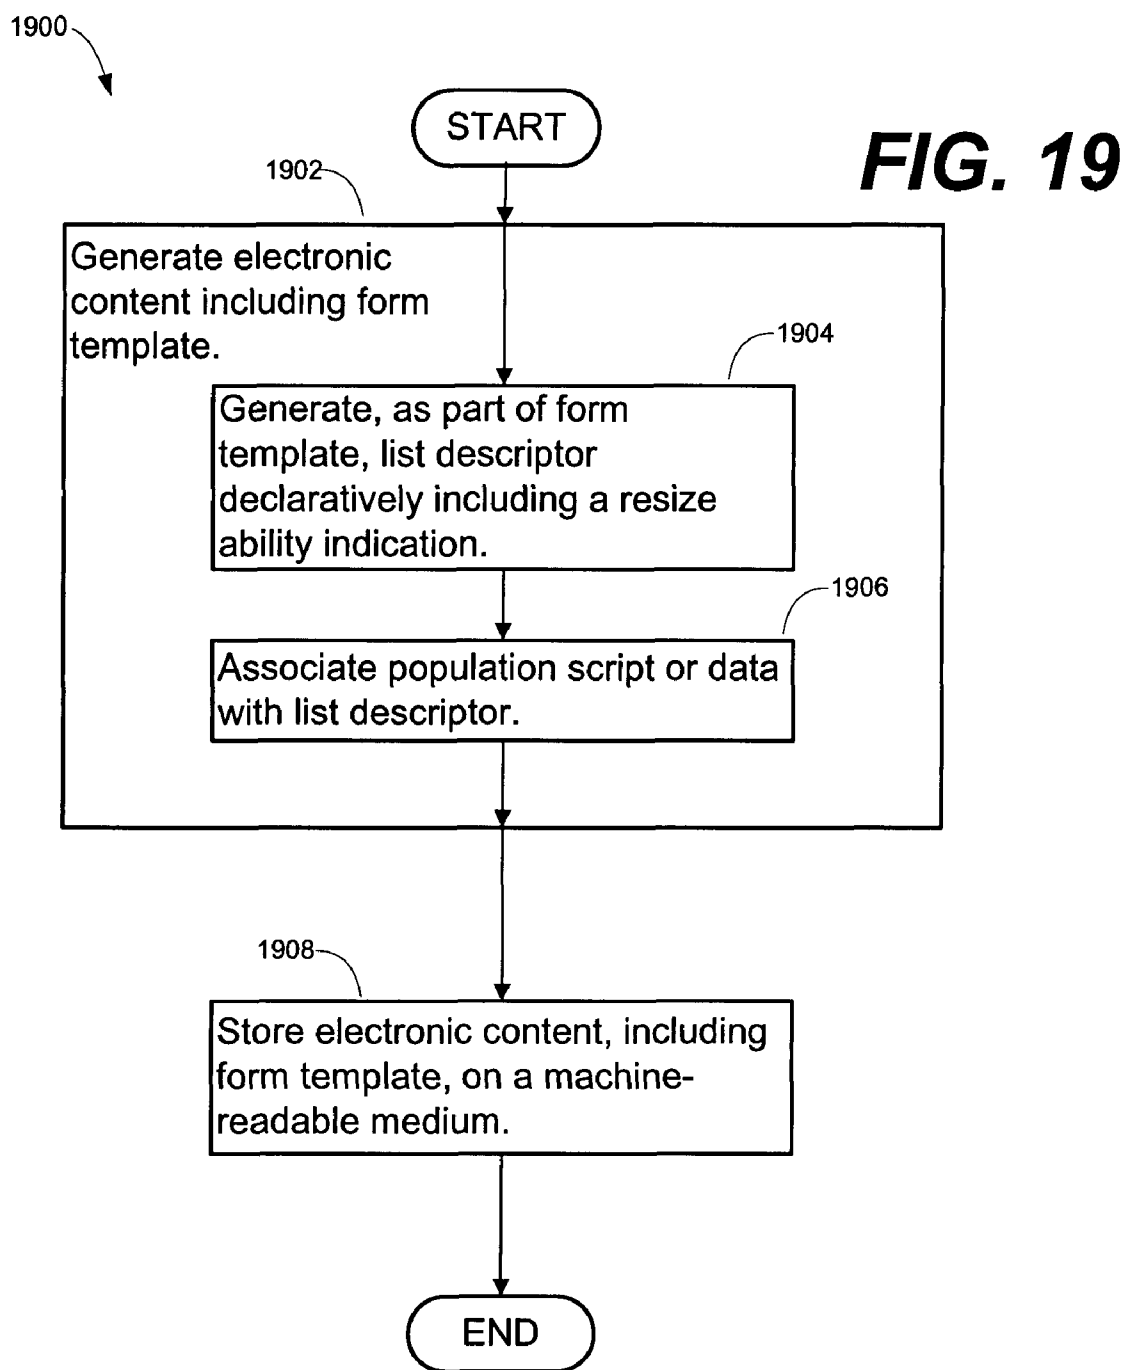 1900
START
FIG. 19
1902
Generate electronic
content including form
template.
1904
Generate, as part of form
template, list descriptor
declaratively including a resize
ability indication.
1906
Associate population script or data
with list descriptor.
1908
Store electronic content, including
form template, on a machine-
readable medium.
END